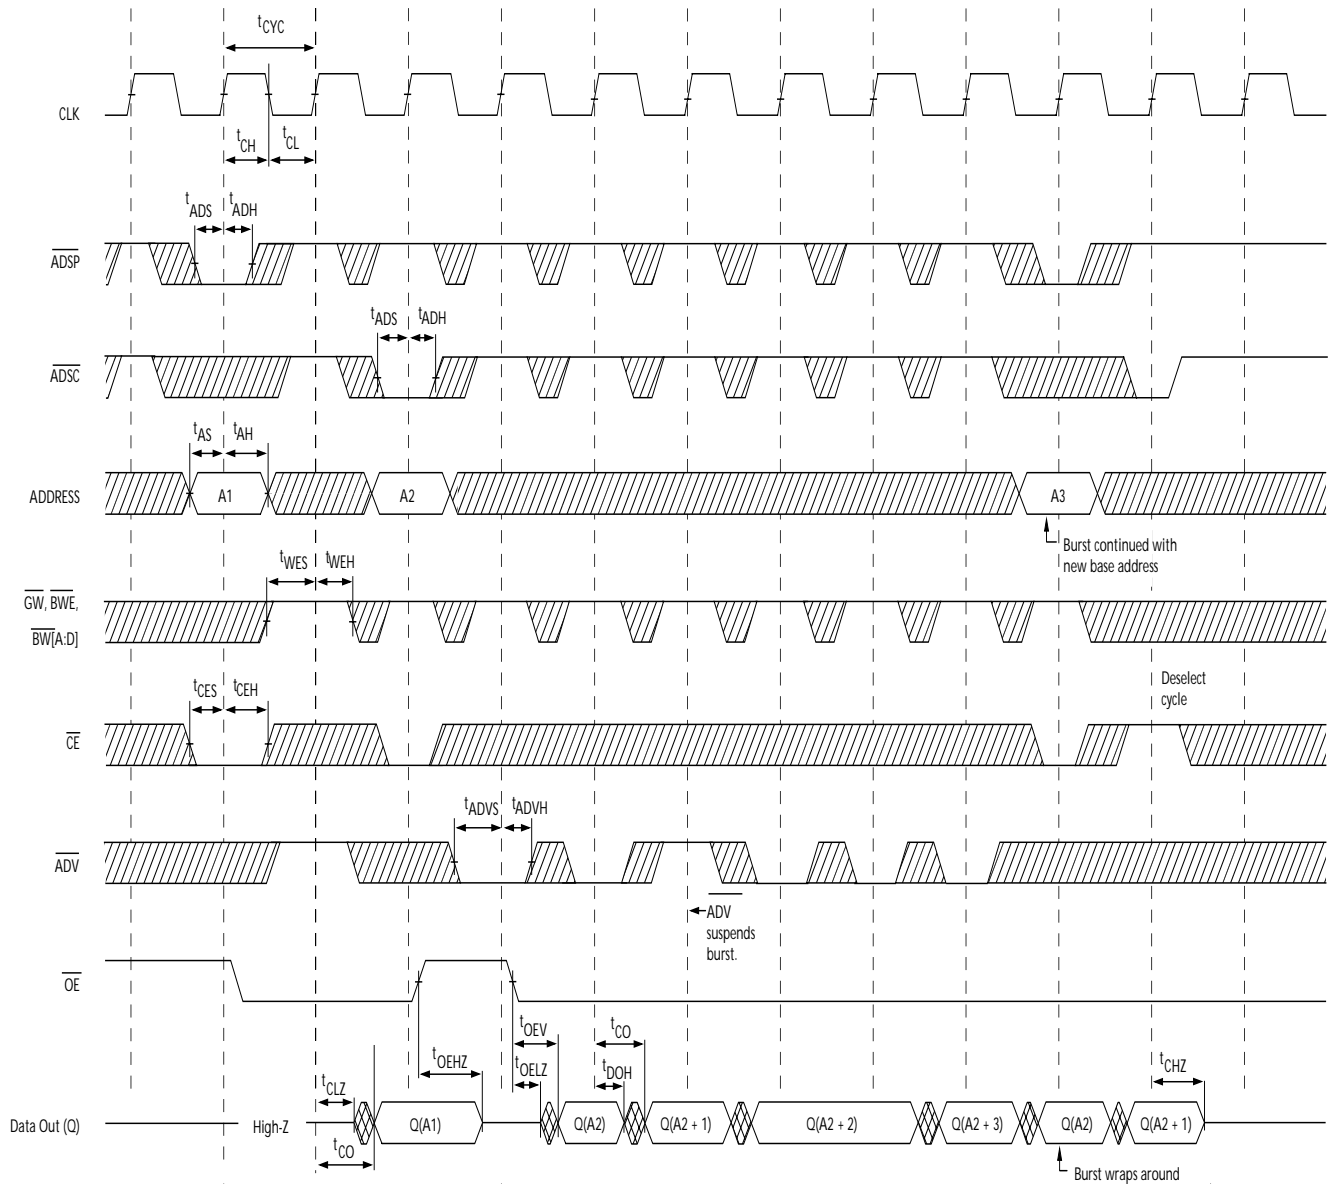 tCYC
CLK
tCH
tCL
tADS
tADH
ADSP
tADS
tADH
ADSC
tAS
tAH
ADDRESS
A1
A2
A3
Burst continued with
new base address
tWES
tWEH
GW, BWE,
BW[A:D]
Deselect
cycle
tCES
tCEH
CE
tADVS
tADVH
ADV
ADV
suspends
burst.
OE
tOEV
tCO
tOEHZ
tOELZ
tDOH
tCHZ
tCLZ
Data Out (Q)
High-Z
Q(A1)
Q(A2)
Q(A2 + 1)
Q(A2 + 2)
Q(A2 + 3)
Q(A2)
Q(A2 + 1)
tCO
Burst wraps around